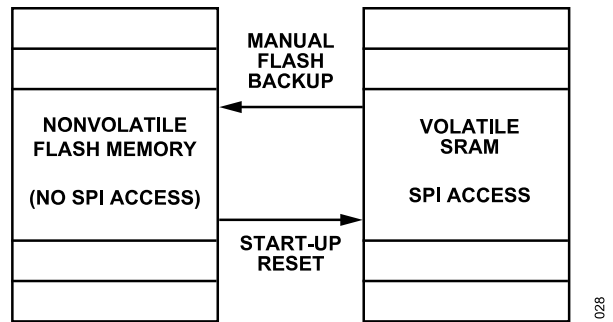 MANUAL
FLASH
BACKUP
NONVOLATILE
FLASH MEMORY
(NO SPI ACCESS)
VOLATILE
SRAM
SPI ACCESS
START-UP
RESET
028